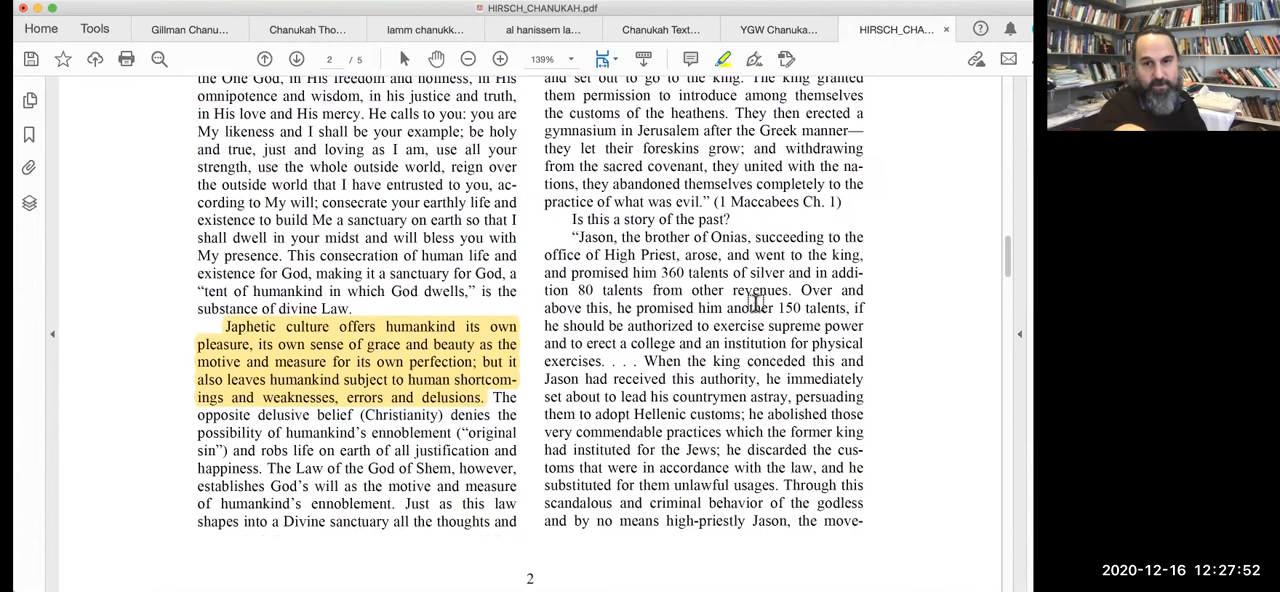 HIRSCH_CHANUKAH.pdf
Home
Tools
Gillman Chanu...
Chanukah Tho...
lamm chanukk...
al hanissem la...
Chanukah Text...
YGW Chanuka...
HIRSCH_CHA... ×
2 / 5
139%
the One God, in His freedom and holiness, in His
omnipotence and wisdom, in his justice and truth,
in His love and His mercy. He calls to you: you are
My likeness and I shall be your example; be holy
and true, just and loving as I am, use all your
strength, use the whole outside world, reign over
the outside world that I have entrusted to you, ac-
cording to My will; consecrate your earthly life and
existence to build Me a sanctuary on earth so that I
shall dwell in your midst and will bless you with
My presence. This consecration of human life and
existence for God, making it a sanctuary for God, a
“tent of humankind in which God dwells,” is the
substance of divine Law.
Japhetic culture offers humankind its own
pleasure, its own sense of grace and beauty as the
motive and measure for its own perfection; but it
also leaves humankind subject to human shortcom-
ings and weaknesses, errors and delusions. The
opposite delusive belief (Christianity) denies the
possibility of humankind’s ennoblement (“original
sin”) and robs life on earth of all justification and
happiness. The Law of the God of Shem, however,
establishes God’s will as the motive and measure
of humankind’s ennoblement. Just as this law
shapes into a Divine sanctuary all the thoughts and
and set out to go to the king. The king granted
them permission to introduce among themselves
the customs of the heathens. They then erected a
gymnasium in Jerusalem after the Greek manner—
they let their foreskins grow; and withdrawing
from the sacred covenant, they united with the na-
tions, they abandoned themselves completely to the
practice of what was evil.” (1 Maccabees Ch. 1)
Is this a story of the past?
“Jason, the brother of Onias, succeeding to the
office of High Priest, arose, and went to the king,
and promised him 360 talents of silver and in addi-
tion 80 talents from other revenues. Over and
above this, he promised him another 150 talents, if
he should be authorized to exercise supreme power
and to erect a college and an institution for physical
exercises. . . . When the king conceded this and
Jason had received this authority, he immediately
set about to lead his countrymen astray, persuading
them to adopt Hellenic customs; he abolished those
very commendable practices which the former king
had instituted for the Jews; he discarded the cus-
toms that were in accordance with the law, and he
substituted for them unlawful usages. Through this
scandalous and criminal behavior of the godless
and by no means high-priestly Jason, the move-
2
2020-12-16 12:27:52